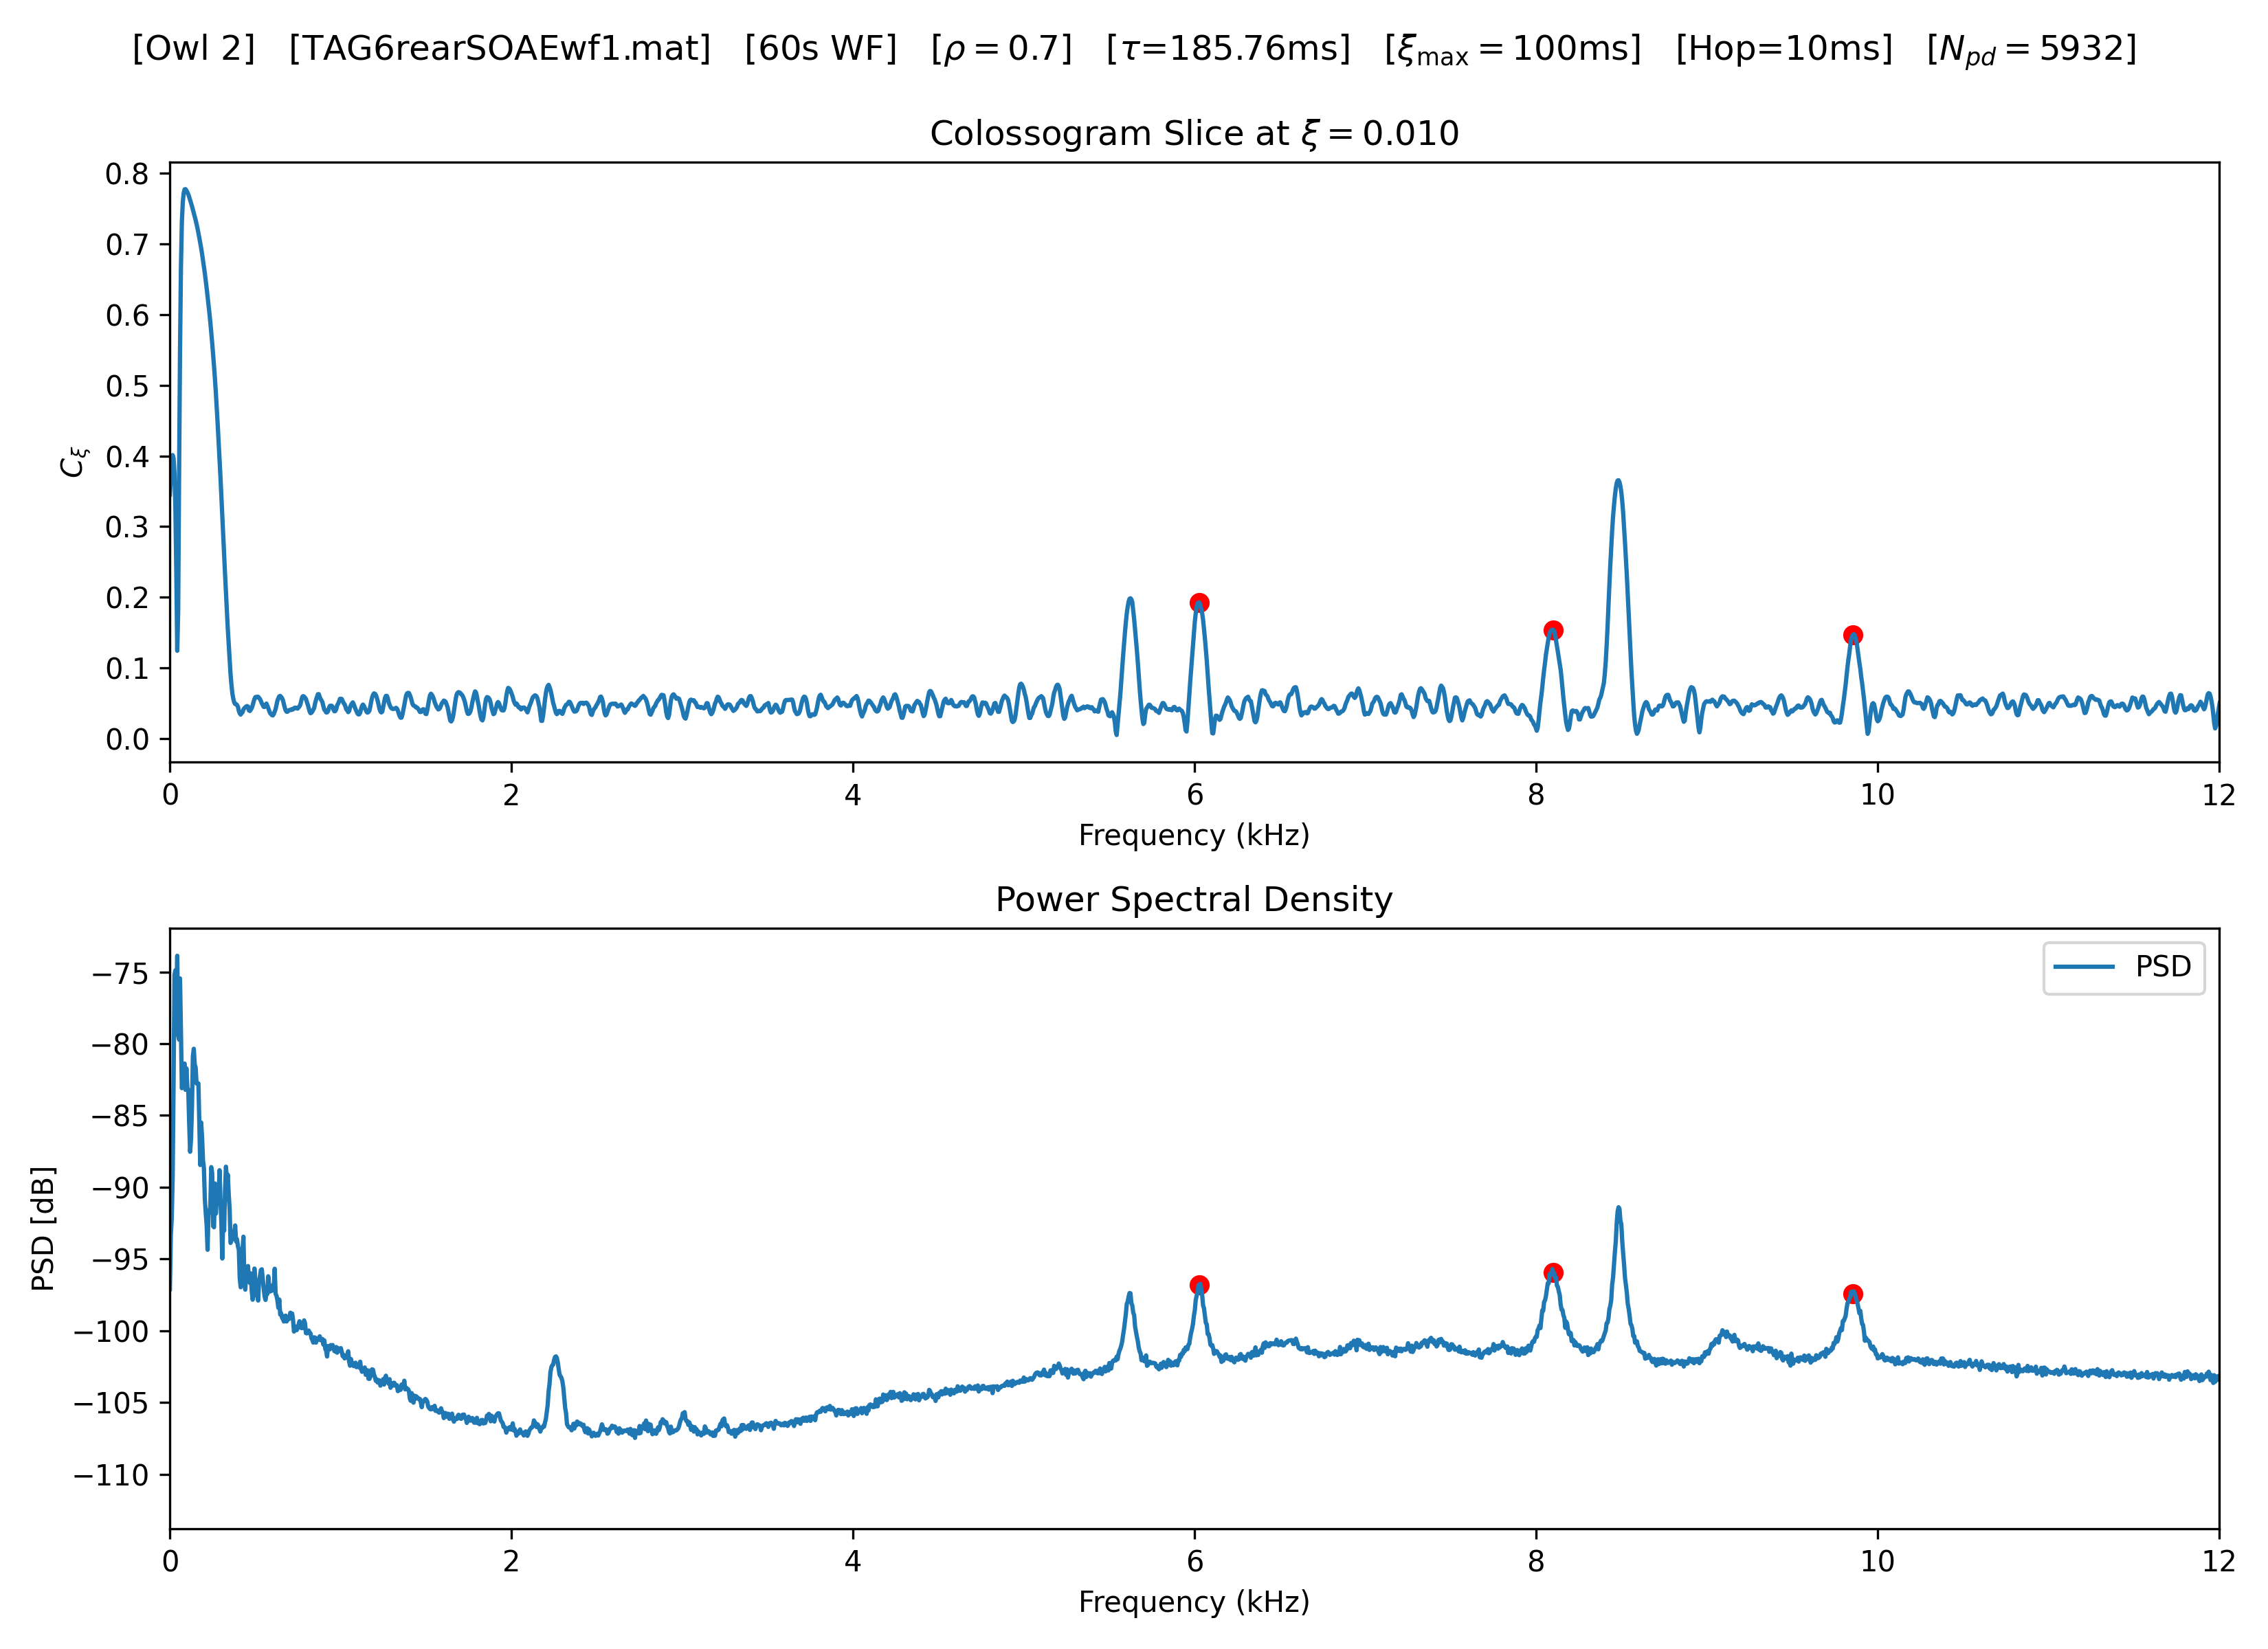 [Owl 2] [TAG6rearSOAEwf1.mat] [60s WF] [ρ = 0.7] [τ=185.76ms] [ξmax = 100ms] [Hop=10ms] [Npd = 5932]
Colossogram Slice at ξ = 0.010
0.8
0.7
0.6
0.5
0.4
0.3
0.2
0.1
0.0
Cξ
0 2 4 6 8 10 12
Frequency (kHz)
Power Spectral Density
PSD
−75
−80
−85
−90
−95
−100
−105
−110
PSD [dB]
0 2 4 6 8 10 12
Frequency (kHz)